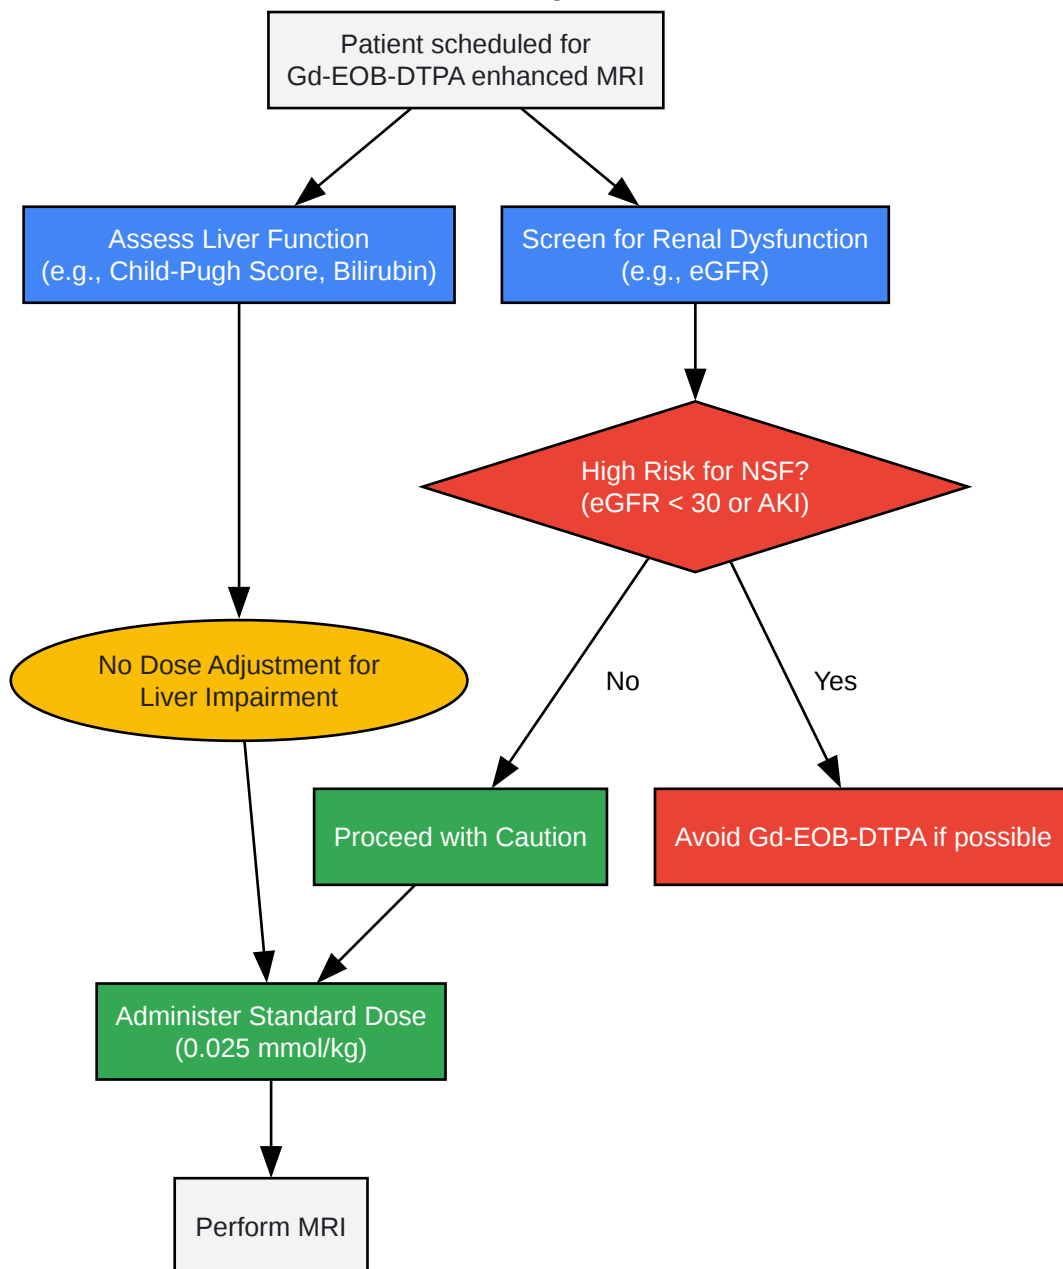 Patient scheduled for
Gd-EOB-DTPA enhanced MRI
Assess Liver Function
(e.g., Child-Pugh Score, Bilirubin)
Screen for Renal Dysfunction
(e.g., eGFR)
High Risk for NSF?
(eGFR < 30 or AKI)
No Dose Adjustment for
Liver Impairment
No
Yes
Proceed with Caution
Avoid Gd-EOB-DTPA if possible
Administer Standard Dose
(0.025 mmol/kg)
Perform MRI